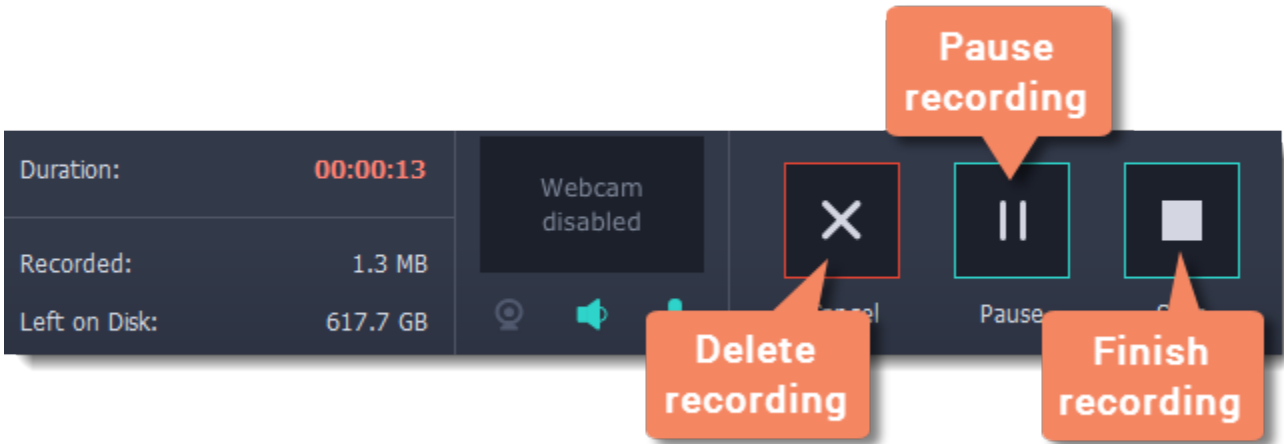 Pause
recording
Duration: 00:00:13
Webcam
disabled
Recorded: 1.3 MB
Left on Disk: 617.7 GB
Pause
Delete
recording
Finish
recording